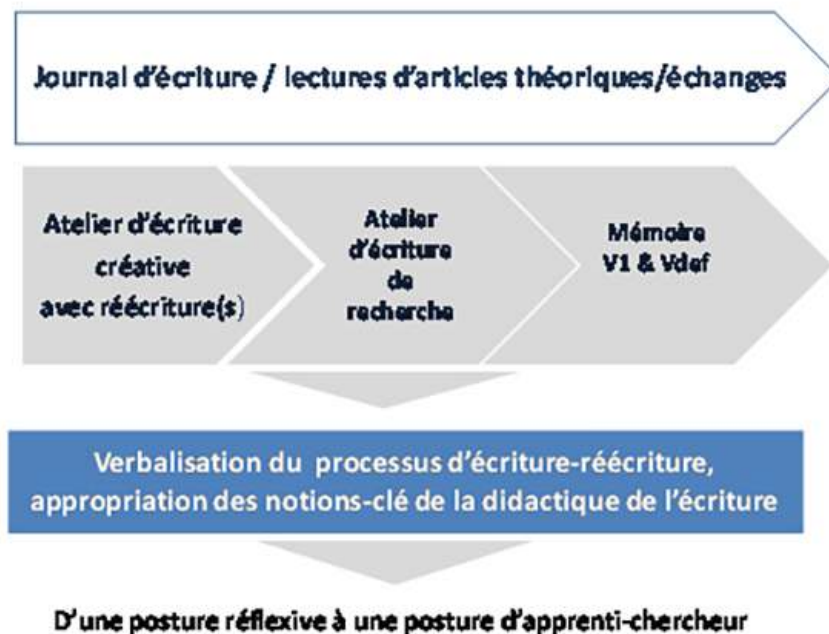 Journal d'écriture / lectures d'articles théoriques/échanges
Atelier d'écriture
créative
avec réécriture(s)
Atelier
d'écriture
de
recherche
Mémoire
V1 & Vdef
Verbalisation du processus d'écriture-réécriture,
appropriation des notions-clé de la didactique de l'écriture
D'une posture réflexive à une posture d'apprenti-chercheur